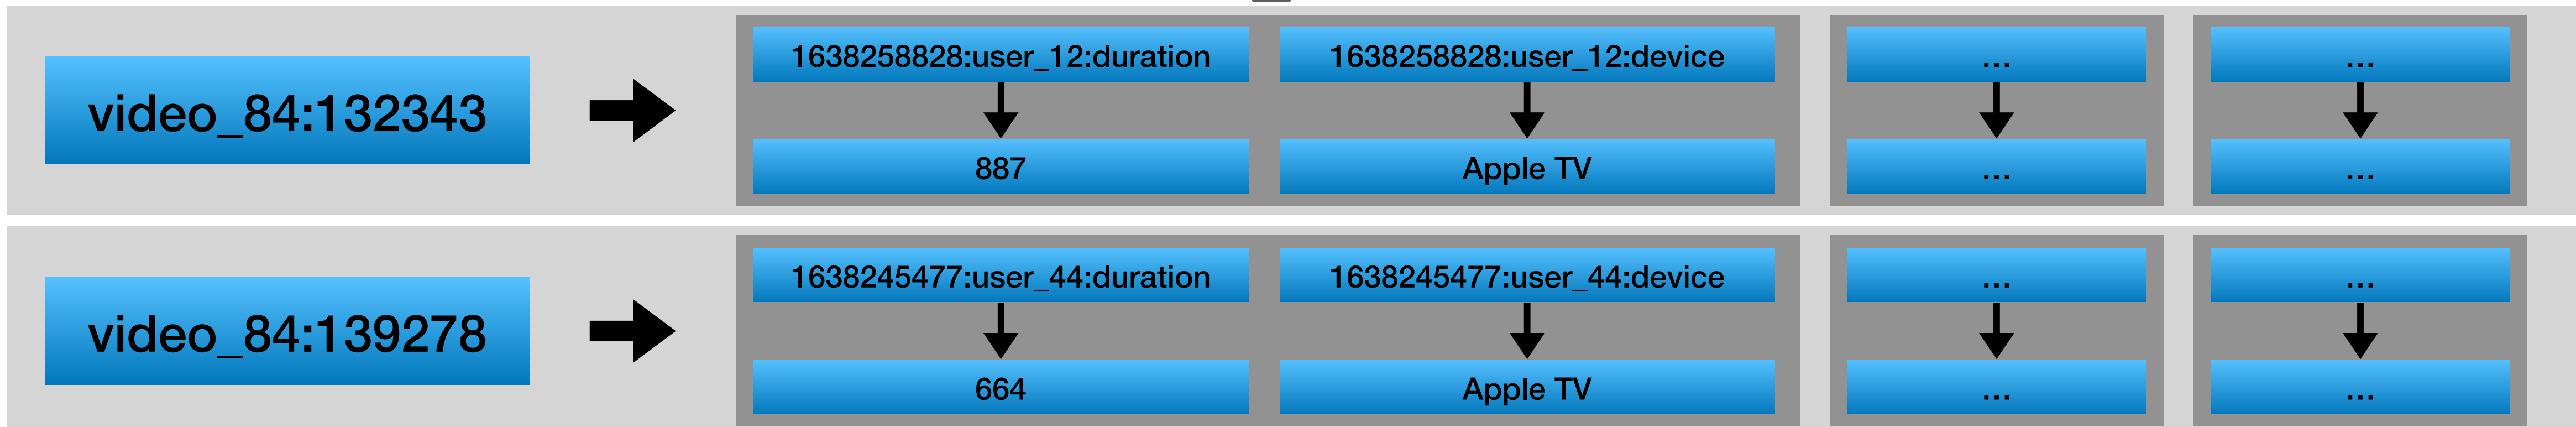 video_84:132343
1638258828:user_12:duration
1638258828:user_12:device
...
...
887
Apple TV
...
...
video_84:139278
1638245477:user_44:duration
1638245477:user_44:device
...
...
664
Apple TV
...
...